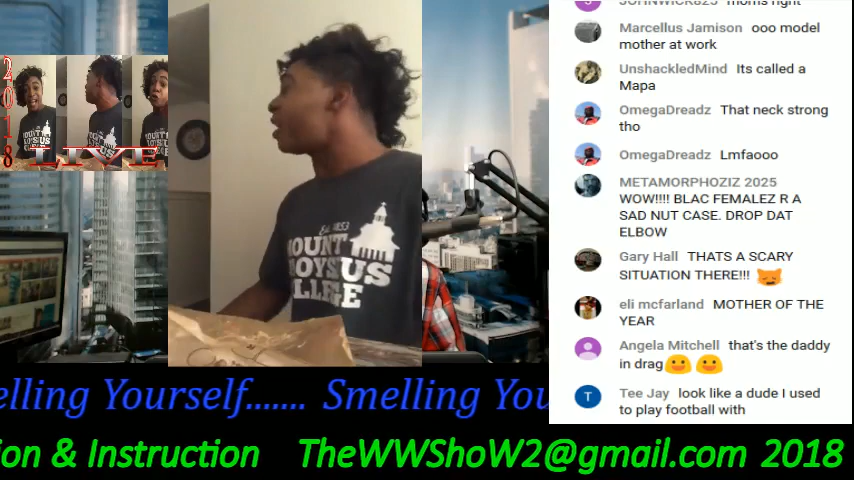 2018
LIVE
Est. 1853
MOUNT
ALOYSIUS
COLLEGE
moms right
Marcellus Jamison ooo model
mother at work
UnshackledMind Its called a
Mapa
OmegaDreadz That neck strong
tho
OmegaDreadz Lmfaooo
METAMORPHOZIZ 2025
WOW!!!! BLAC FEMALEZ R A
SAD NUT CASE. DROP DAT
ELBOW
Gary Hall THATS A SCARY
SITUATION THERE!!!
eli mcfarland MOTHER OF THE
YEAR
Angela Mitchell that's the daddy
in drag
Tee Jay look like a dude I used
to play football with
T
elling Yourself....... Smelling You
ion & Instruction TheWWShoW2@gmail.com 2018